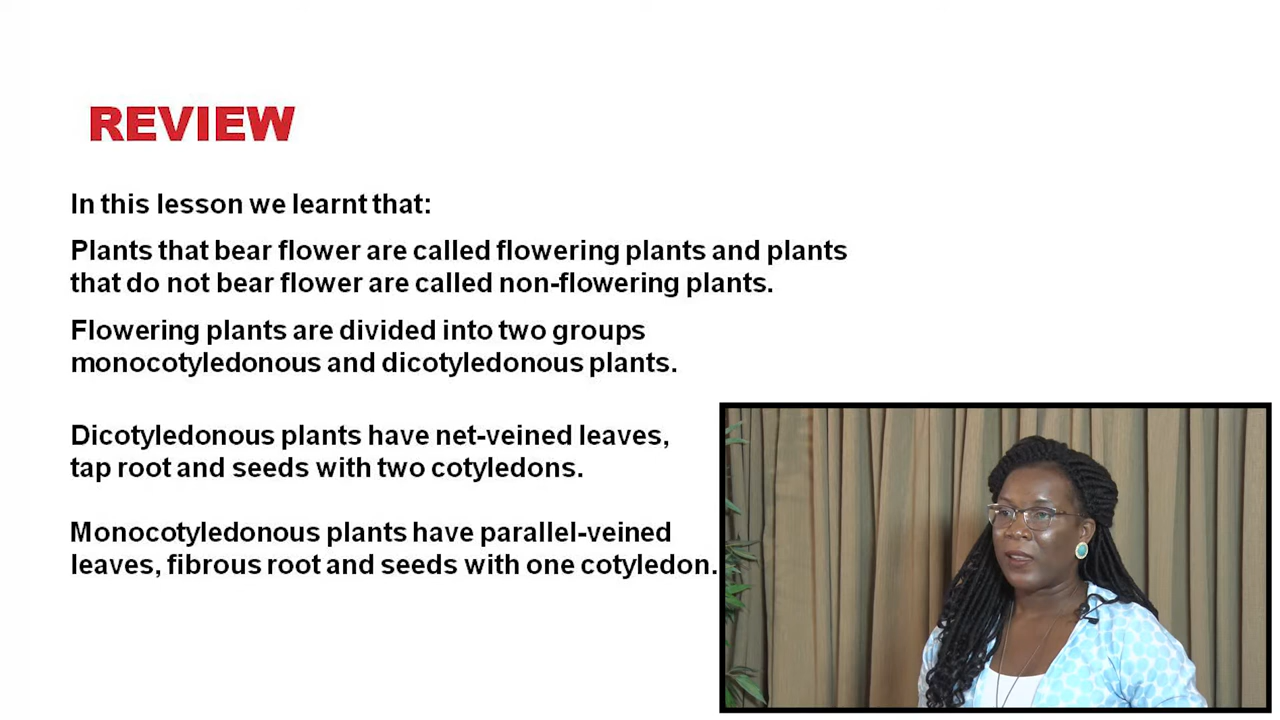 REVIEW
In this lesson we learnt that:
Plants that bear flower are called flowering plants and plants
that do not bear flower are called non-flowering plants.
Flowering plants are divided into two groups
monocotyledonous and dicotyledonous plants.
Dicotyledonous plants have net-veined leaves,
tap root and seeds with two cotyledons.
Monocotyledonous plants have parallel-veined
leaves, fibrous root and seeds with one cotyledon.